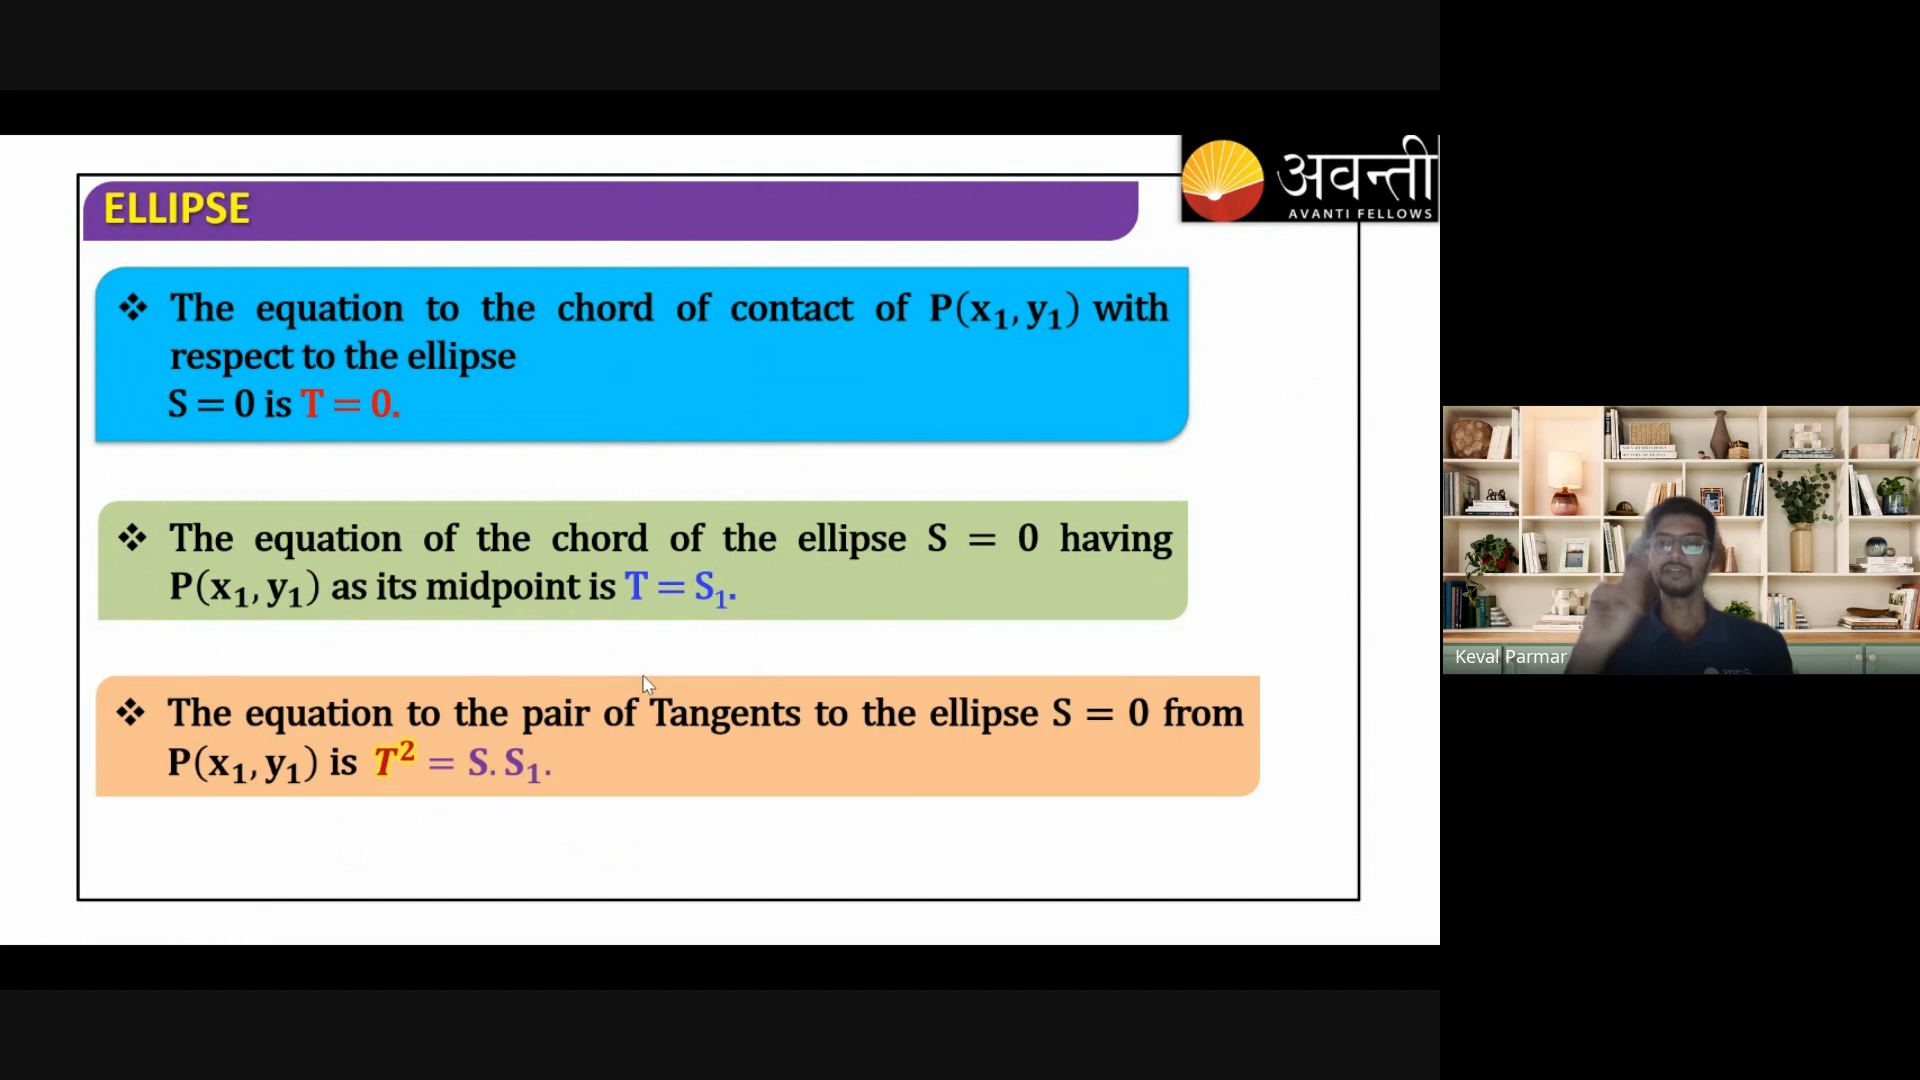 अवन्ती
AVANTI FELLOWS
ELLIPSE
❖ The equation to the chord of contact of P(x₁, y₁) with
respect to the ellipse
S = 0 is T = 0.
❖ The equation of the chord of the ellipse S = 0 having
P(x₁, y₁) as its midpoint is T = S₁.
❖ The equation to the pair of Tangents to the ellipse S = 0 from
P(x₁, y₁) is T² = S. S₁.
Keval Parmar